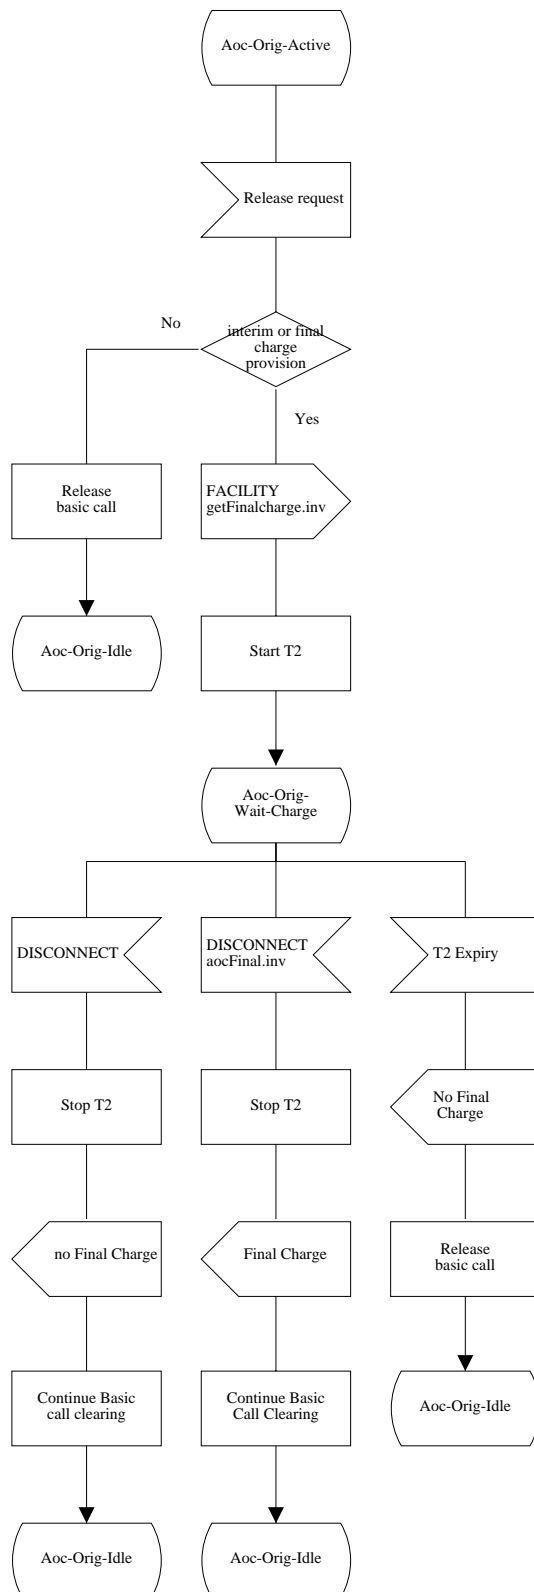 Aoc-Orig-Active
Release request
No
interim or final
charge
provision
Yes
Release
basic call
FACILITY
getFinalcharge.inv
Aoc-Orig-Idle
Start T2
Aoc-Orig-
Wait-Charge
DISCONNECT
DISCONNECT
aocFinal.inv
T2 Expiry
Stop T2
Stop T2
No Final
Charge
no Final Charge
Final Charge
Release
basic call
Continue Basic
call clearing
Continue Basic
Call Clearing
Aoc-Orig-Idle
Aoc-Orig-Idle
Aoc-Orig-Idle